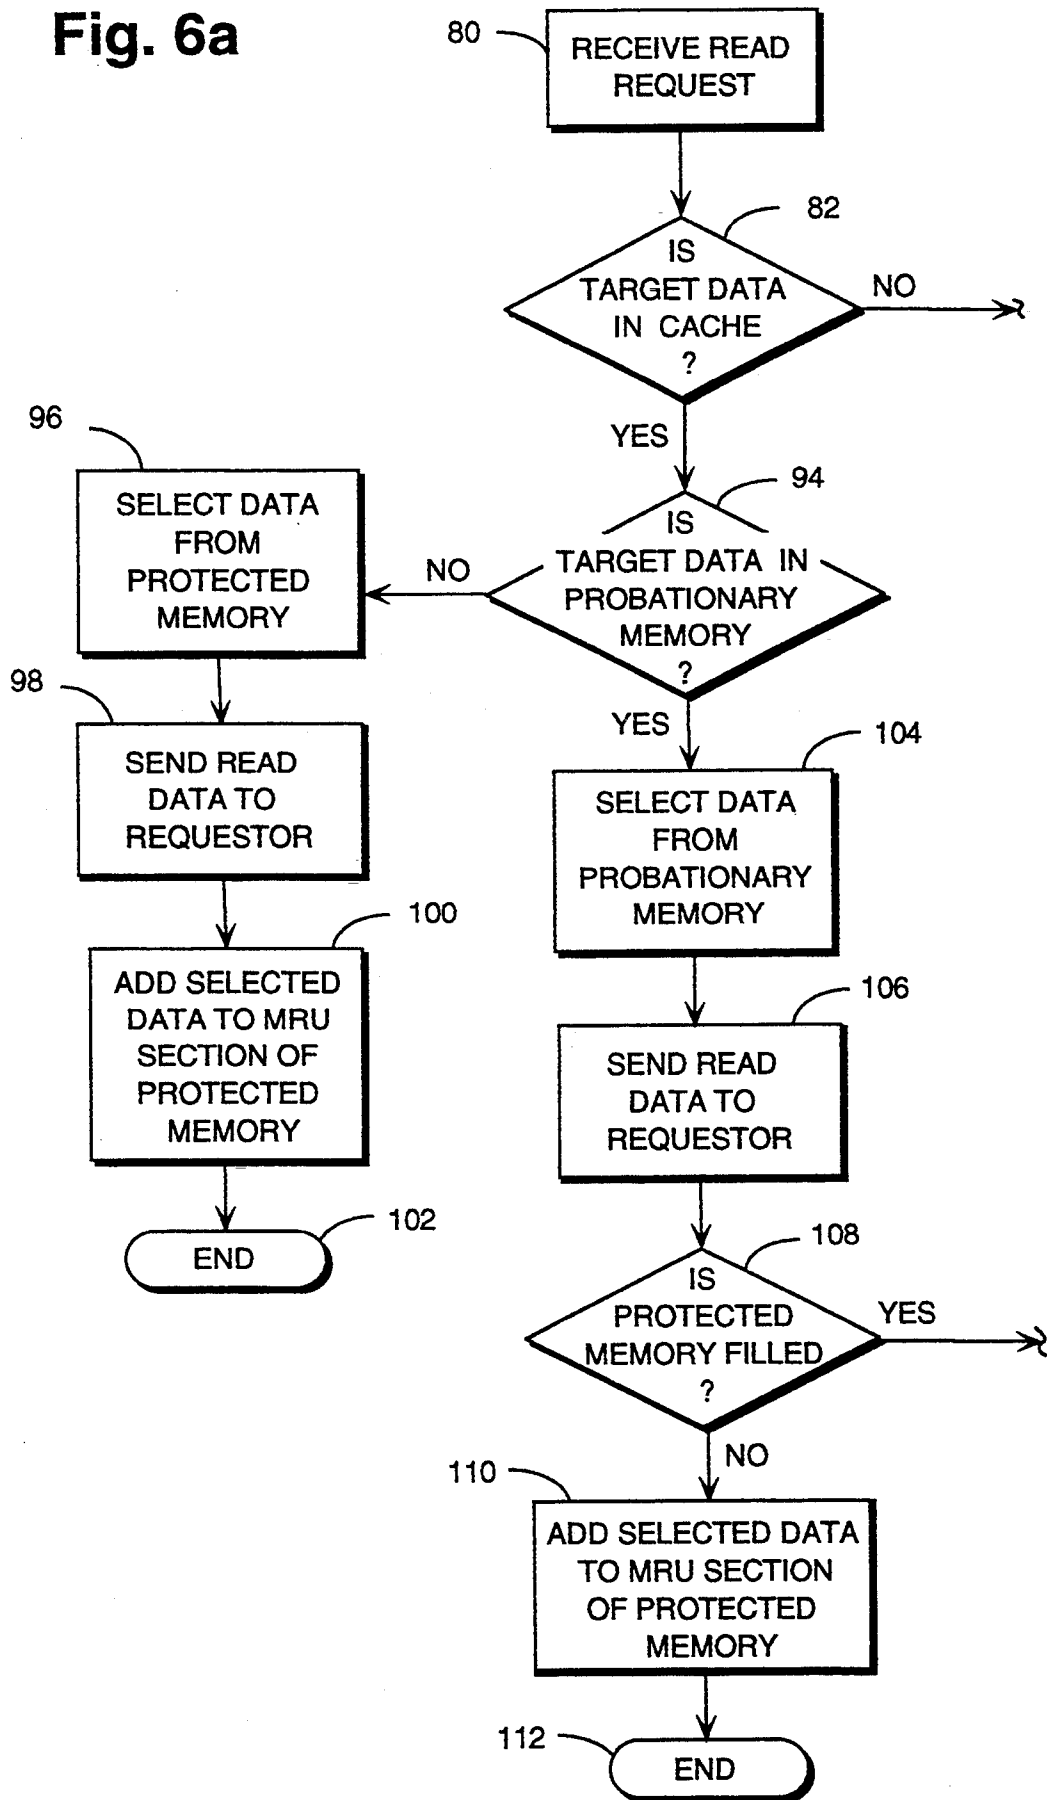 Fig. 6a
80
RECEIVE READ
REQUEST
82
IS
TARGET DATA
IN CACHE
?
NO
YES
94
IS
TARGET DATA IN
PROBATIONARY
MEMORY
?
NO
YES
96
SELECT DATA
FROM
PROTECTED
MEMORY
98
SEND READ
DATA TO
REQUESTOR
100
ADD SELECTED
DATA TO MRU
SECTION OF
PROTECTED
MEMORY
102
END
104
SELECT DATA
FROM
PROBATIONARY
MEMORY
106
SEND READ
DATA TO
REQUESTOR
108
IS
PROTECTED
MEMORY FILLED
?
YES
NO
110
ADD SELECTED DATA
TO MRU SECTION
OF PROTECTED
MEMORY
112
END